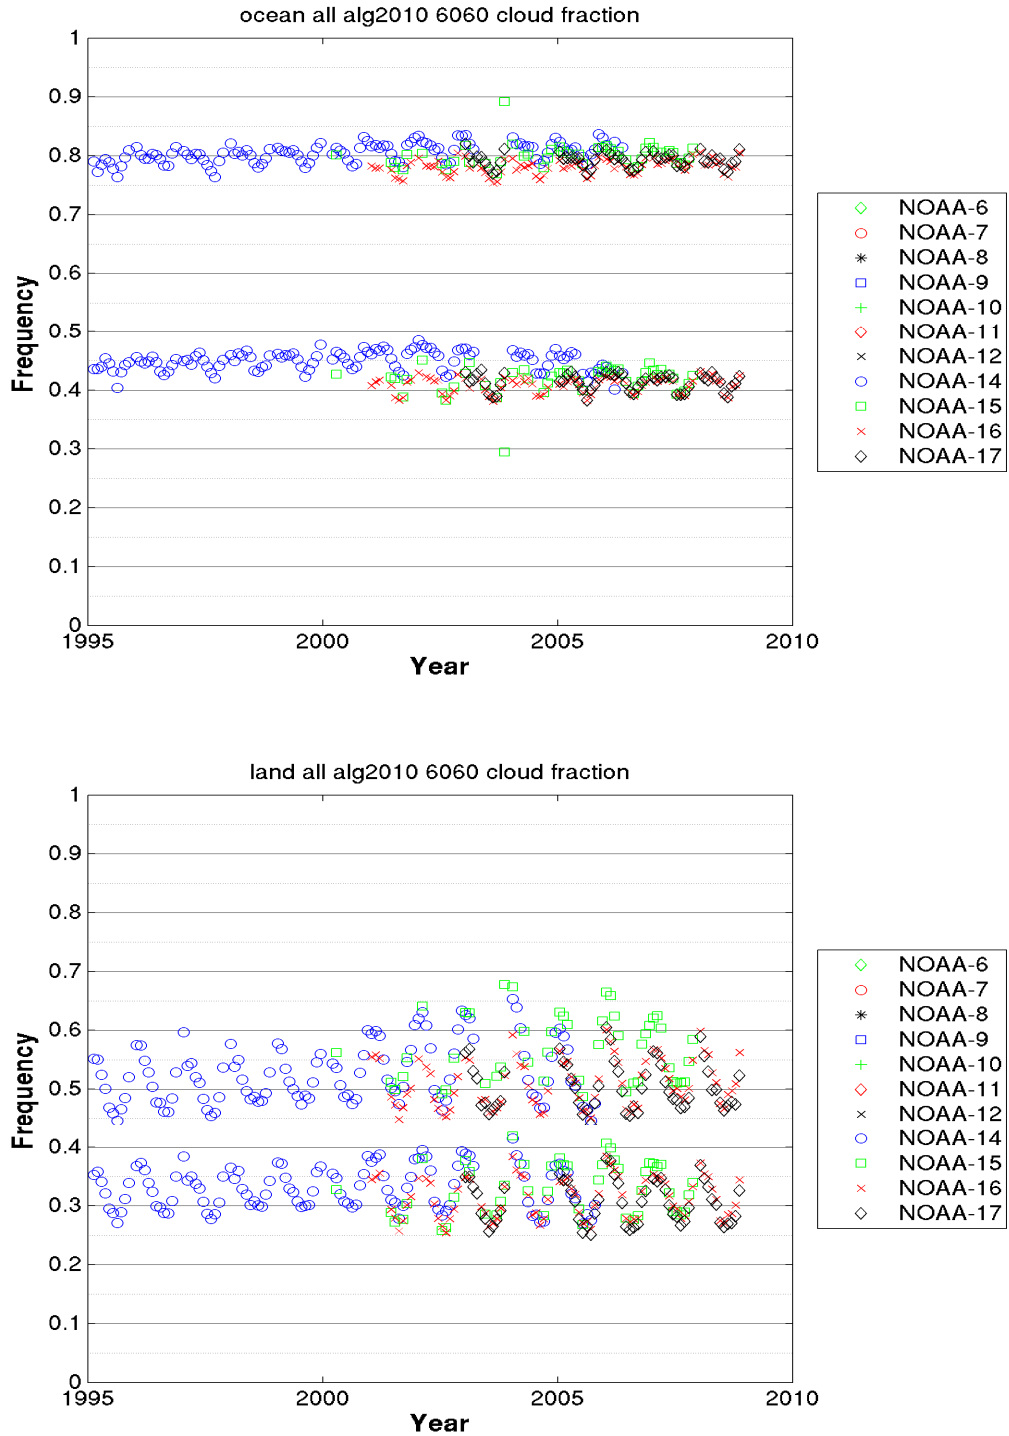 ocean all alg2010 6060 cloud fraction
1
0.9
0.8
0.7
0.6
0.5
0.4
0.3
0.2
0.1
0
Frequency
1995 2000 2005 2010
Year
NOAA-6
NOAA-7
NOAA-8
NOAA-9
NOAA-10
NOAA-11
NOAA-12
NOAA-14
NOAA-15
NOAA-16
NOAA-17
land all alg2010 6060 cloud fraction
1
0.9
0.8
0.7
0.6
0.5
0.4
0.3
0.2
0.1
0
Frequency
1995 2000 2005 2010
Year
NOAA-6
NOAA-7
NOAA-8
NOAA-9
NOAA-10
NOAA-11
NOAA-12
NOAA-14
NOAA-15
NOAA-16
NOAA-17